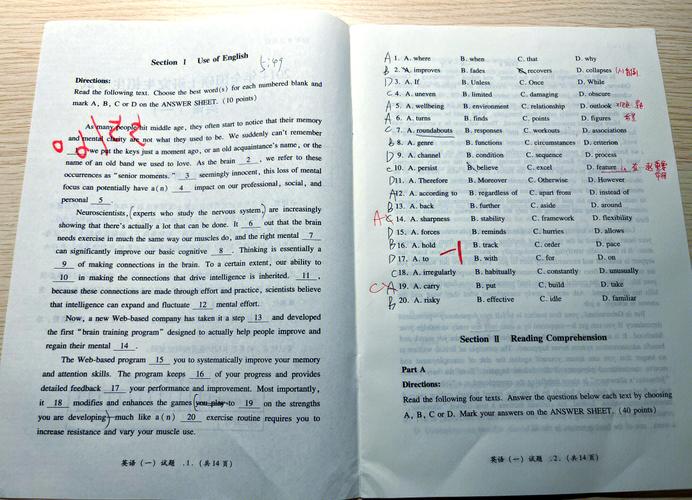 Section I Use of English
5:49
Directions:
Read the following text. Choose the best word(s) for each numbered blank and
mark A, B, C or D on the ANSWER SHEET. (10 points)
As many people hit middle age, they often start to notice that their memory
and mental clarity are not what they used to be. We suddenly can't remember
1 we put the keys just a moment ago, or an old acquaintance's name, or the
name of an old band we used to love. As the brain 2 , we refer to these
occurrences as "senior moments." 3 seemingly innocent, this loss of mental
focus can potentially have a(n) 4 impact on our professional, social, and
personal 5 .
Neuroscientists, (experts who study the nervous system,) are increasingly
showing that there's actually a lot that can be done. It 6 out that the brain
needs exercise in much the same way our muscles do, and the right mental 7
can significantly improve our basic cognitive 8 . Thinking is essentially a
9 of making connections in the brain. To a certain extent, our ability to
10 in making the connections that drive intelligence is inherited. 11 ,
because these connections are made through effort and practice, scientists believe
that intelligence can expand and fluctuate 12 mental effort.
Now, a new Web-based company has taken it a step 13 and developed
the first "brain training program" designed to actually help people improve and
regain their mental 14 .
The Web-based program 15 you to systematically improve your memory
and attention skills. The program keeps 16 of your progress and provides
detailed feedback 17 your performance and improvement. Most importantly,
it 18 modifies and enhances the games (you play to 19 on the strengths
you are developing) much like a(n) 20 exercise routine requires you to
increase resistance and vary your muscle use.
英语(一)试题 .1. (共14页)
A 1. A. where B. when C. that D. why
B 2. A. improves B. fades C. recovers D. collapses
D 3. A. If B. Unless C. Once D. While
C 4. A. uneven B. limited C. damaging D. obscure
A 5. A. wellbeing B. environment C. relationship D. outlook
A 6. A. turns B. finds C. points D. figures
C 7. A. roundabouts B. responses C. workouts D. associations
B 8. A. genre B. functions C. circumstances D. criterion
D 9. A. channel B. condition C. sequence D. process
C 10. A. persist B. believe C. excel D. feature
D 11. A. Therefore B. Moreover C. Otherwise D. However
A 12. A. according to B. regardless of C. apart from D. instead of
B 13. A. back B. further C. aside D. around
A C 14. A. sharpness B. stability C. framework D. flexibility
D 15. A. forces B. reminds C. hurries D. allows
B 16. A. hold B. track C. order D. pace
D 17. A. to B. with C. for D. on
C 18. A. irregularly B. habitually C. constantly D. unusually
C A 19. A. carry B. put C. build D. take
B 20. A. risky B. effective C. idle D. familiar
Section II Reading Comprehension
Part A
Directions:
Read the following four texts. Answer the questions below each text by choosing
A, B, C or D. Mark your answers on the ANSWER SHEET. (40 points)
英语(一)试题 .2. (共14页)